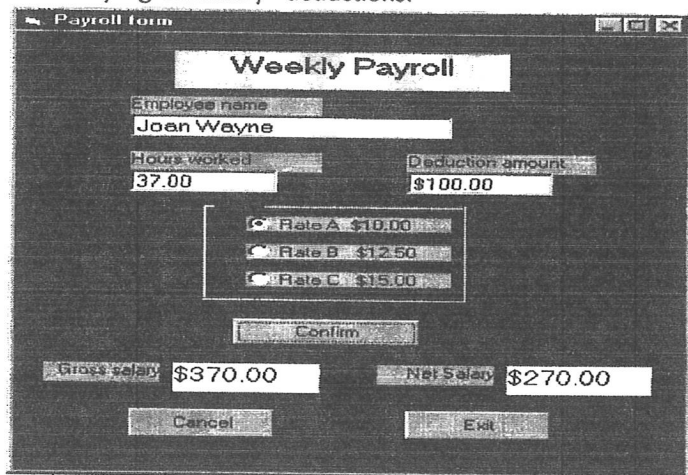 Payroll form
Weekly Payroll
Employee name
Joan Wayne
Hours worked
Deduction amount
37.00
$100.00
Rate A $10.00
Rate B $12.50
Rate C $15.00
Confirm
Gross salary
$370.00
Net Salary
$270.00
Cancel
Exit